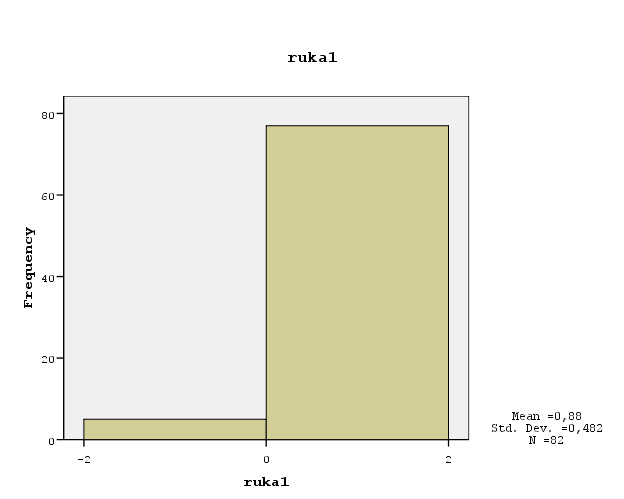 ruka1
80
60
40
20
0
Frequency
-2
0
2
ruka1
Mean =0,88
Std. Dev. =0,482
N =82